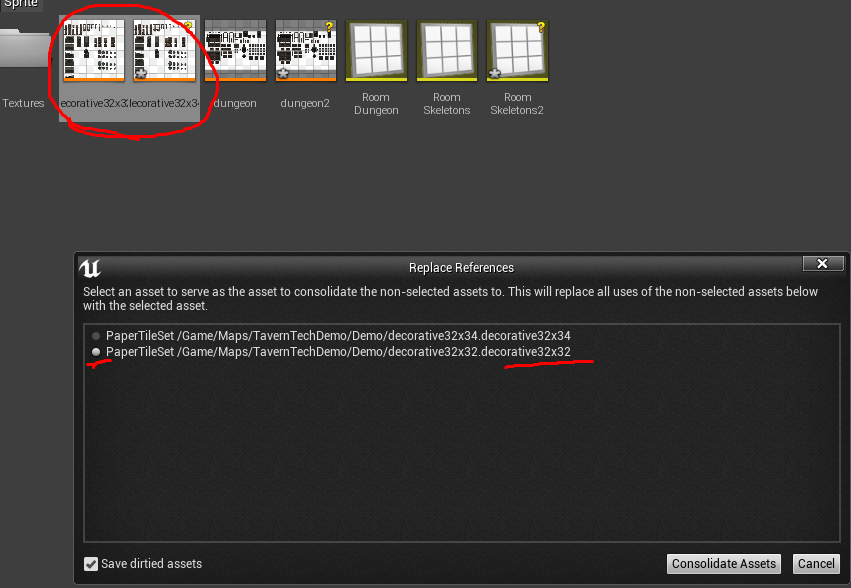 Sprite
Textures
ecorative32x32
decorative32x34
dungeon
dungeon2
Room
Dungeon
Room
Skeletons
Room
Skeletons2
Replace References
Select an asset to serve as the asset to consolidate the non-selected assets to. This will replace all uses of the non-selected assets below
with the selected asset.
PaperTileSet /Game/Maps/TavernTechDemo/Demo/decorative32x34.decorative32x34
PaperTileSet /Game/Maps/TavernTechDemo/Demo/decorative32x32.decorative32x32
Save dirtied assets
Consolidate Assets
Cancel